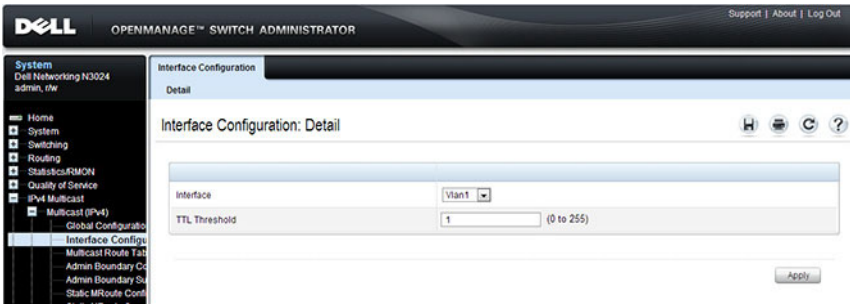 Support | About | Log Out
DELL OPENMANAGE™ SWITCH ADMINISTRATOR
System
Dell Networking N3024
admin, r/w
Home
System
Switching
Routing
Statistics/RMON
Quality of Service
IPv4 Multicast
Multicast (IPv4)
Global Configuratio
Interface Configu
Multicast Route Tab
Admin Boundary Co
Admin Boundary Su
Static MRoute Confi
Interface Configuration
Detail
Interface Configuration: Detail
Interface Vlan1
TTL Threshold 1 (0 to 255)
Apply